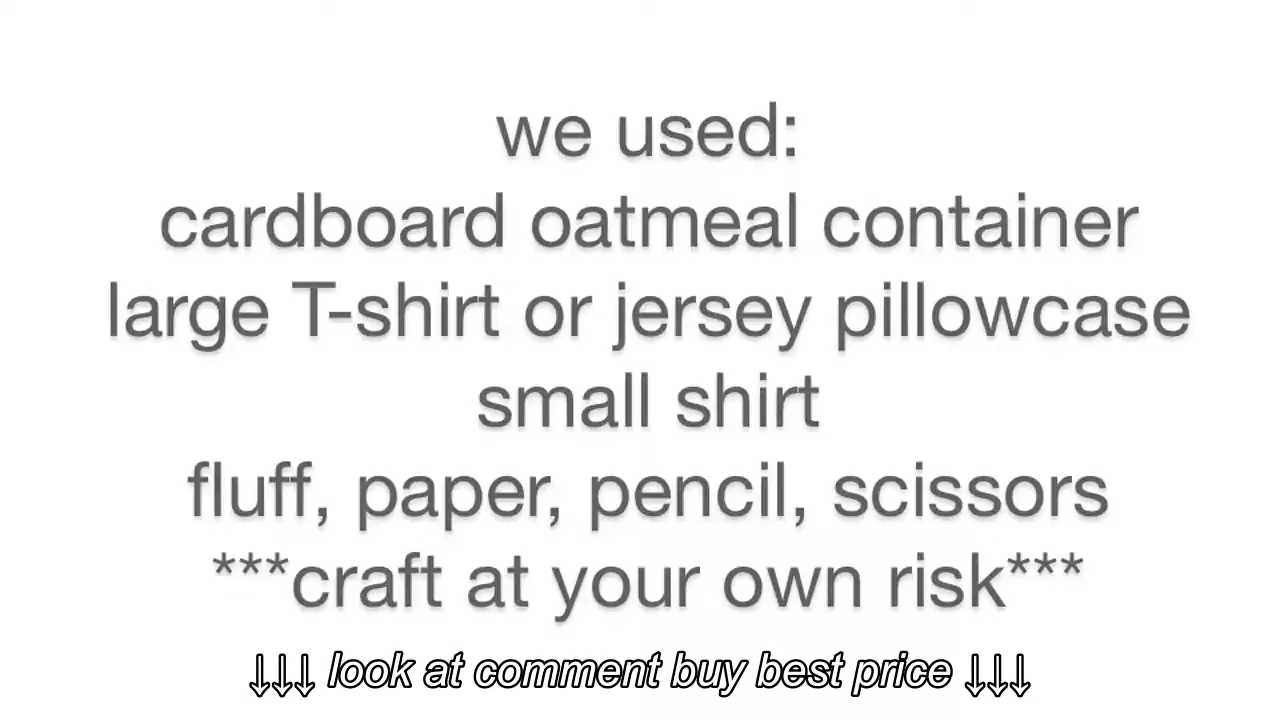 we used:
cardboard oatmeal container
large T-shirt or jersey pillowcase
small shirt
fluff, paper, pencil, scissors
***craft at your own risk***
↓↓↓ look at comment buy best price ↓↓↓